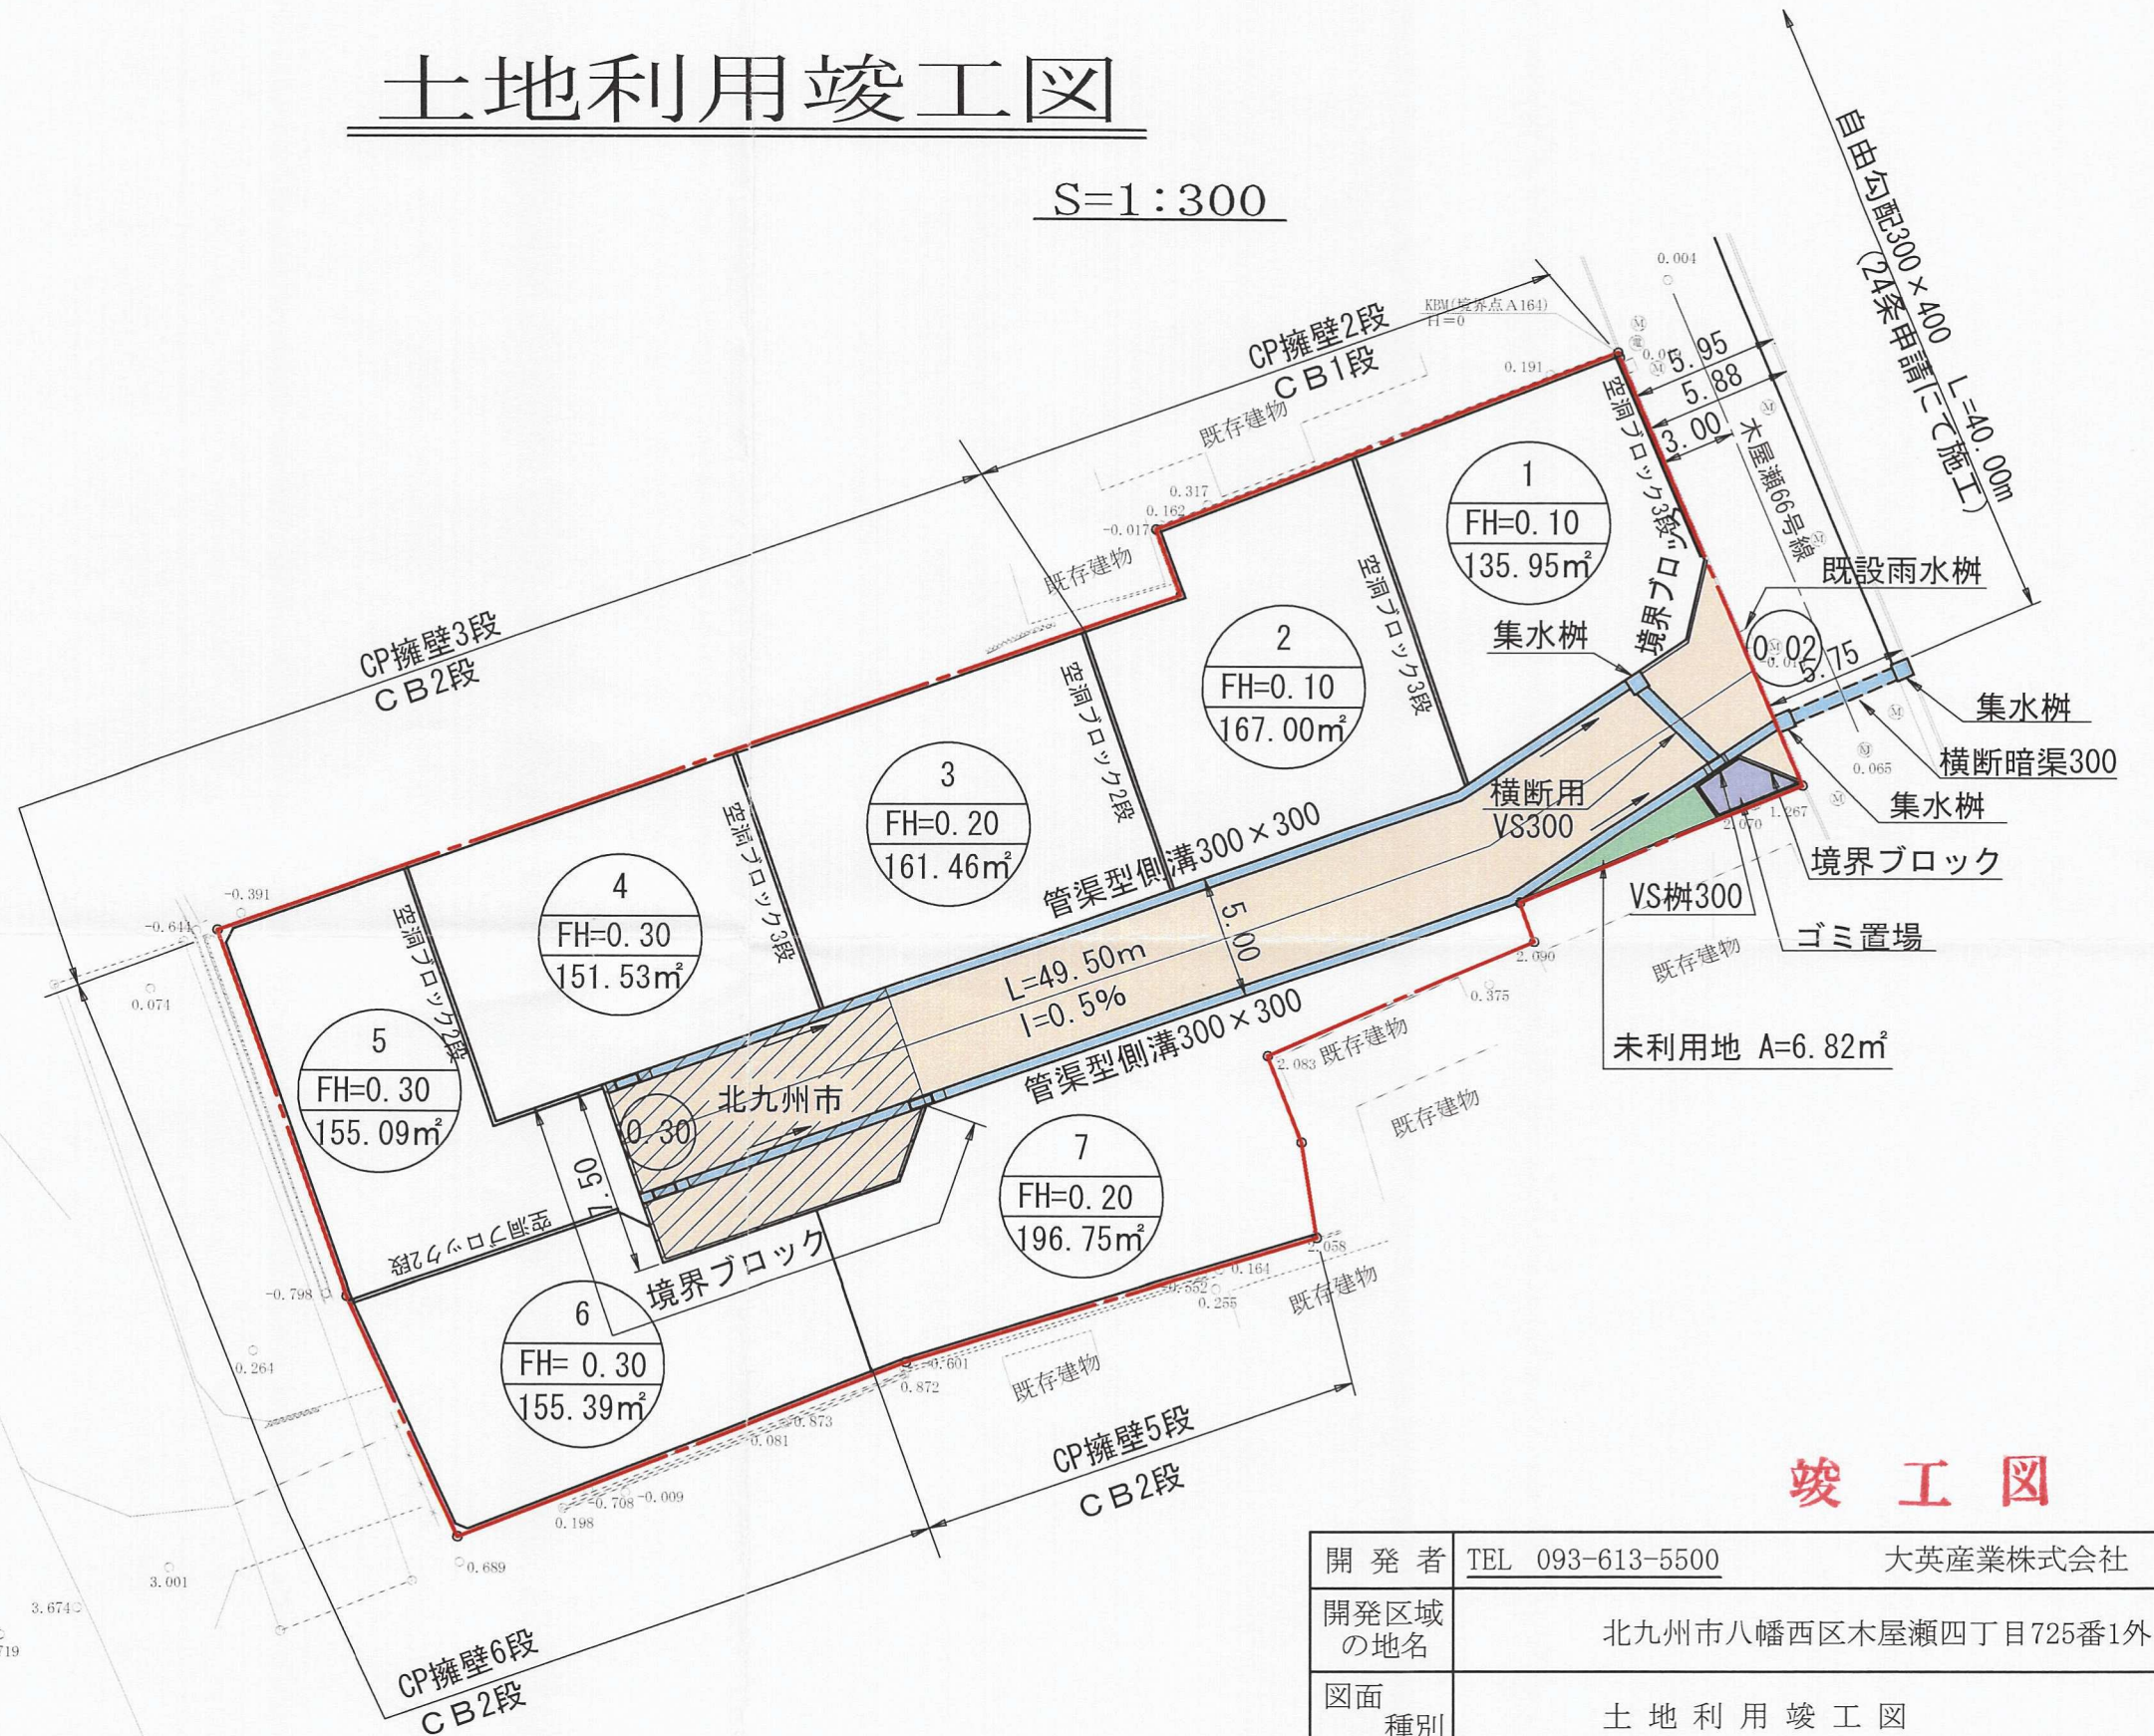 土地利用竣工図
S=1:300
自由勾配300×400 L=40.00m
(24条申請にて施工)
0.004
KBM(境界点A164)
H=0
CP擁壁2段
CB1段
既存建物
0.191
5.95
5.88
3.00
木屋瀬66号線
空洞ブロック3段
境界ブロック
1
FH=0.10
135.95㎡
0.317
0.162
-0.017
既存建物
空洞ブロック3段
既設雨水桝
0.02
5.75
集水桝
集水桝
横断暗渠300
0.065
集水桝
2
FH=0.10
167.00㎡
CP擁壁3段
CB2段
空洞ブロック2段
3
FH=0.20
161.46㎡
横断用
VS300
1.267
2.070
境界ブロック
VS桝300
ゴミ置場
管渠型側溝300×300
空洞ブロック3段
4
FH=0.30
151.53㎡
-0.391
-0.644
0.074
空洞ブロック2段
5.00
L=49.50m
I=0.5%
管渠型側溝300×300
2.090
既存建物
0.375
未利用地 A=6.82㎡
5
FH=0.30
155.09㎡
北九州市
0.30
7.50
2.083
既存建物
既存建物
7
FH=0.20
196.75㎡
空洞ブロック2段
境界ブロック
-0.798
0.264
2.058
0.164
-0.552
0.255
既存建物
6
FH= 0.30
155.39㎡
-0.601
0.872
既存建物
-0.873
-0.081
-0.708
-0.009
0.198
0.689
CP擁壁5段
CB2段
3.001
3.674
719
CP擁壁6段
CB2段
竣工図
開発者 TEL 093-613-5500 大英産業株式会社
開発区域
の地名
北九州市八幡西区木屋瀬四丁目725番1外
図面
種別
土地利用竣工図